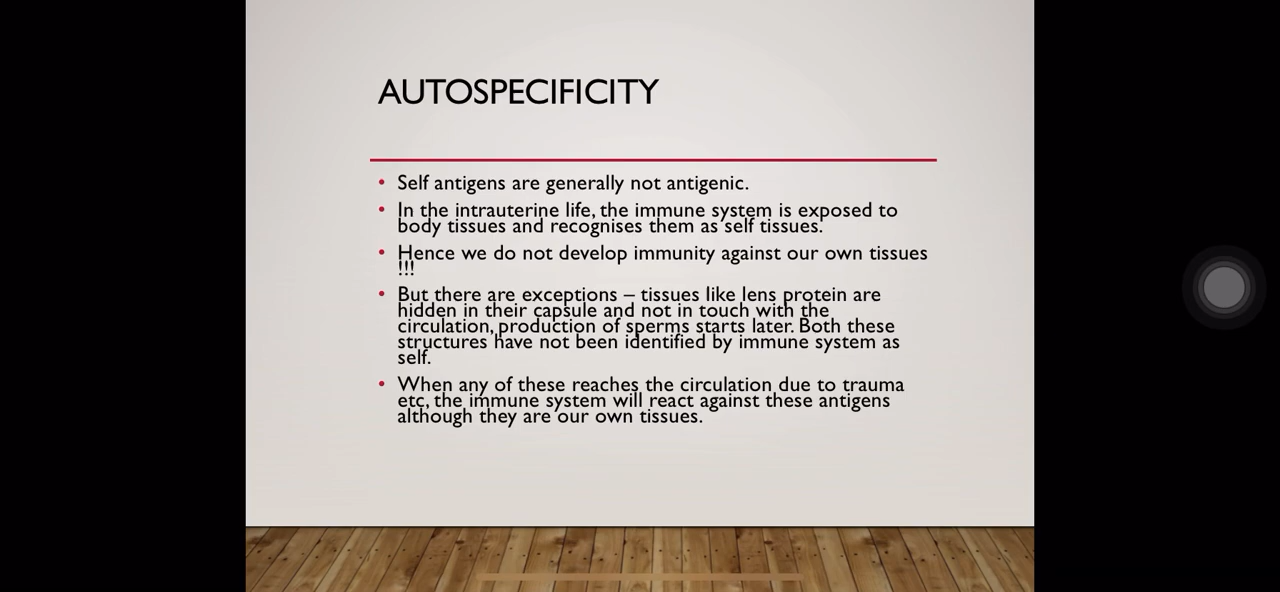 AUTOSPECIFICITY
• Self antigens are generally not antigenic.
• In the intrauterine life, the immune system is exposed to
body tissues and recognises them as self tissues.
• Hence we do not develop immunity against our own tissues
!!!
• But there are exceptions – tissues like lens protein are
hidden in their capsule and not in touch with the
circulation, production of sperms starts later. Both these
structures have not been identified by immune system as
self.
• When any of these reaches the circulation due to trauma
etc, the immune system will react against these antigens
although they are our own tissues.